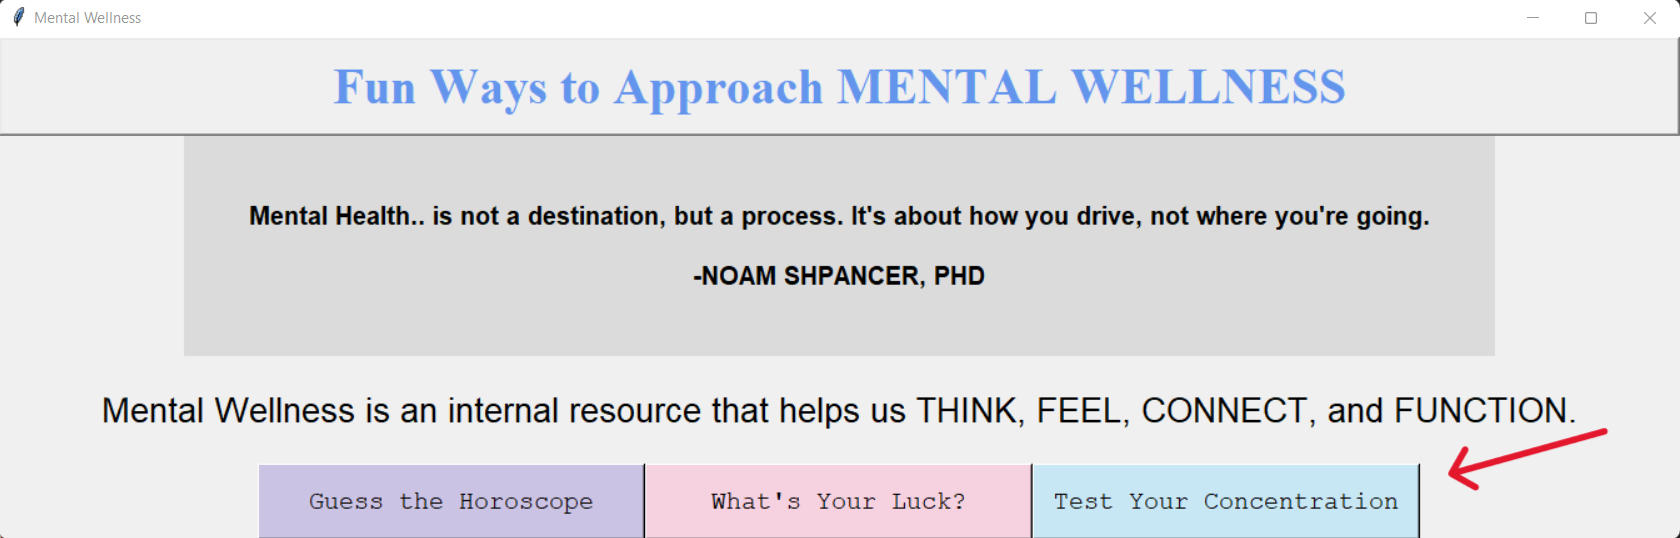 Mental Wellness
Fun Ways to Approach MENTAL WELLNESS
Mental Health.. is not a destination, but a process. It's about how you drive, not where you're going.
-NOAM SHPANCER, PHD
Mental Wellness is an internal resource that helps us THINK, FEEL, CONNECT, and FUNCTION.
Guess the Horoscope What's Your Luck? Test Your Concentration